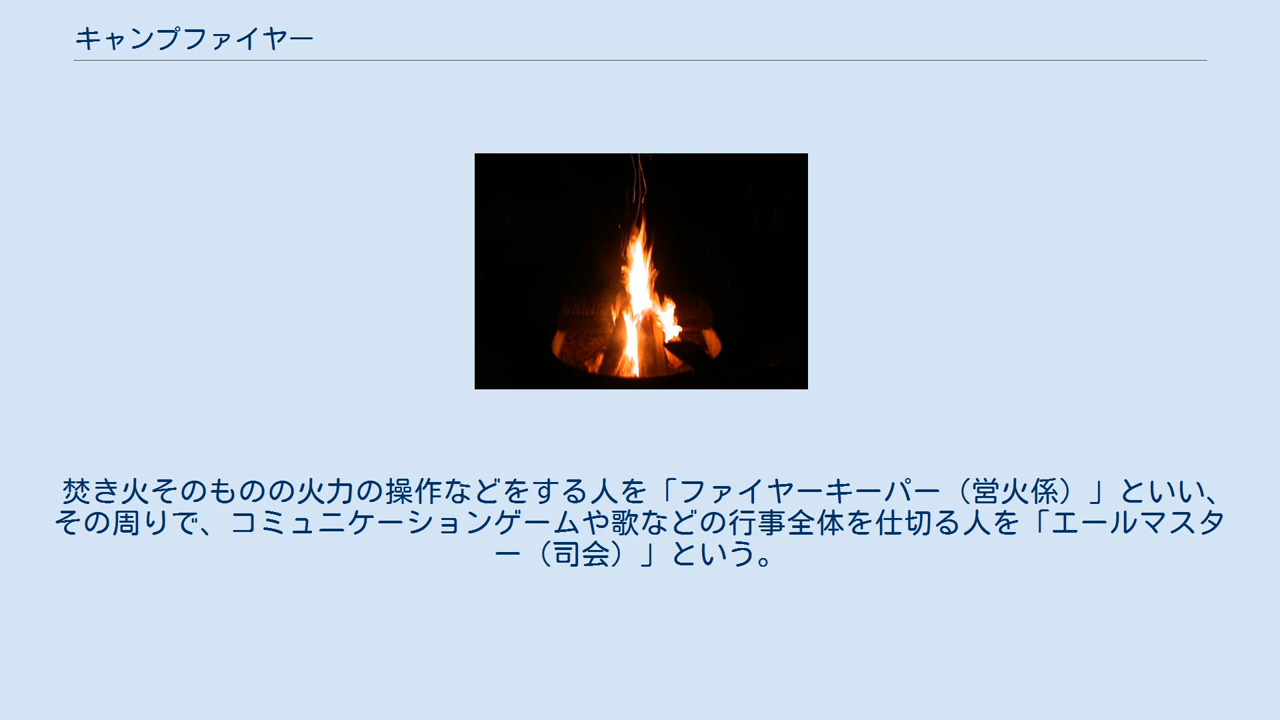 キャンプファイヤー
焚き火そのものの火力の操作などをする人を「ファイヤーキーパー（営火係）」といい、
その周りで、コミュニケーションゲームや歌などの行事全体を仕切る人を「エールマスタ
ー（司会）」という。